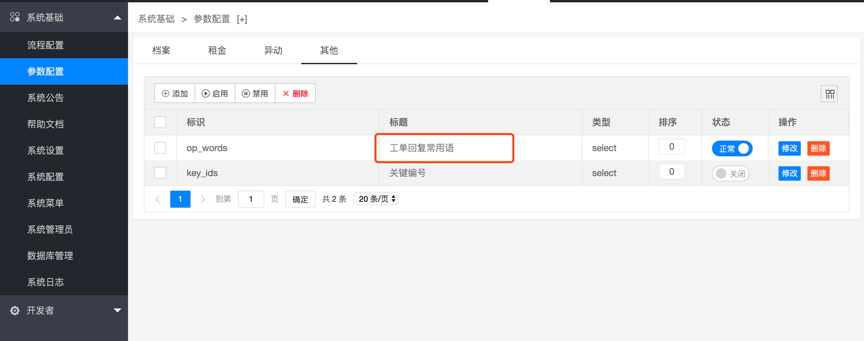 系统基础
系统基础 > 参数配置 [+]
流程配置
参数配置
系统公告
帮助文档
系统设置
系统配置
系统菜单
系统管理员
数据库管理
系统日志
开发者
档案 租金 异动 其他
添加 启用 禁用 删除
标识 标题 类型 排序 状态 操作
op_words 工单回复常用语 select 0 正常 修改 删除
key_ids 关键编号 select 0 关闭 修改 删除
1 到第 1 页 确定 共 2 条 20 条/页